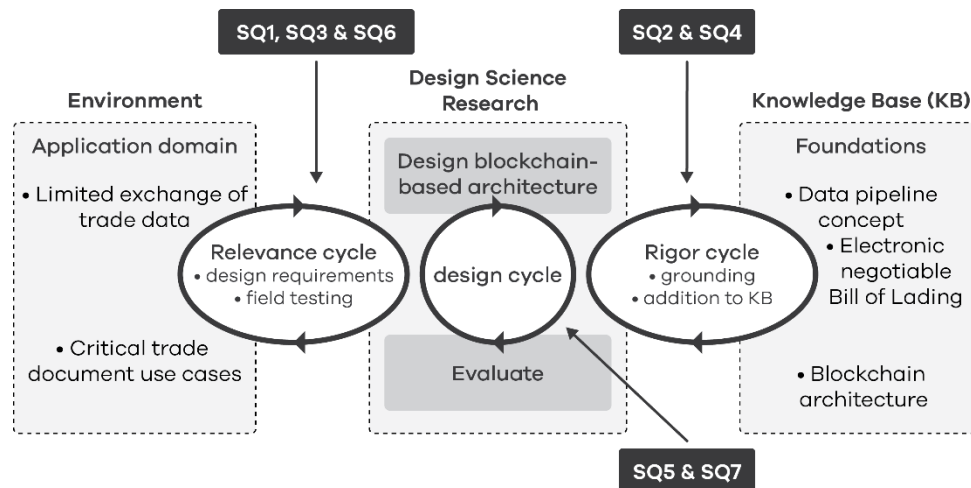 SQ1, SQ3 & SQ6
SQ2 & SQ4
Environment
Application domain
• Limited exchange of
trade data
• Critical trade
document use cases
Relevance cycle
• design requirements
• field testing
Design Science
Research
Design blockchain-
based architecture
design cycle
Evaluate
Rigor cycle
• grounding
• addition to KB
Knowledge Base (KB)
Foundations
• Data pipeline
concept
• Electronic
negotiable
Bill of Lading
• Blockchain
architecture
SQ5 & SQ7